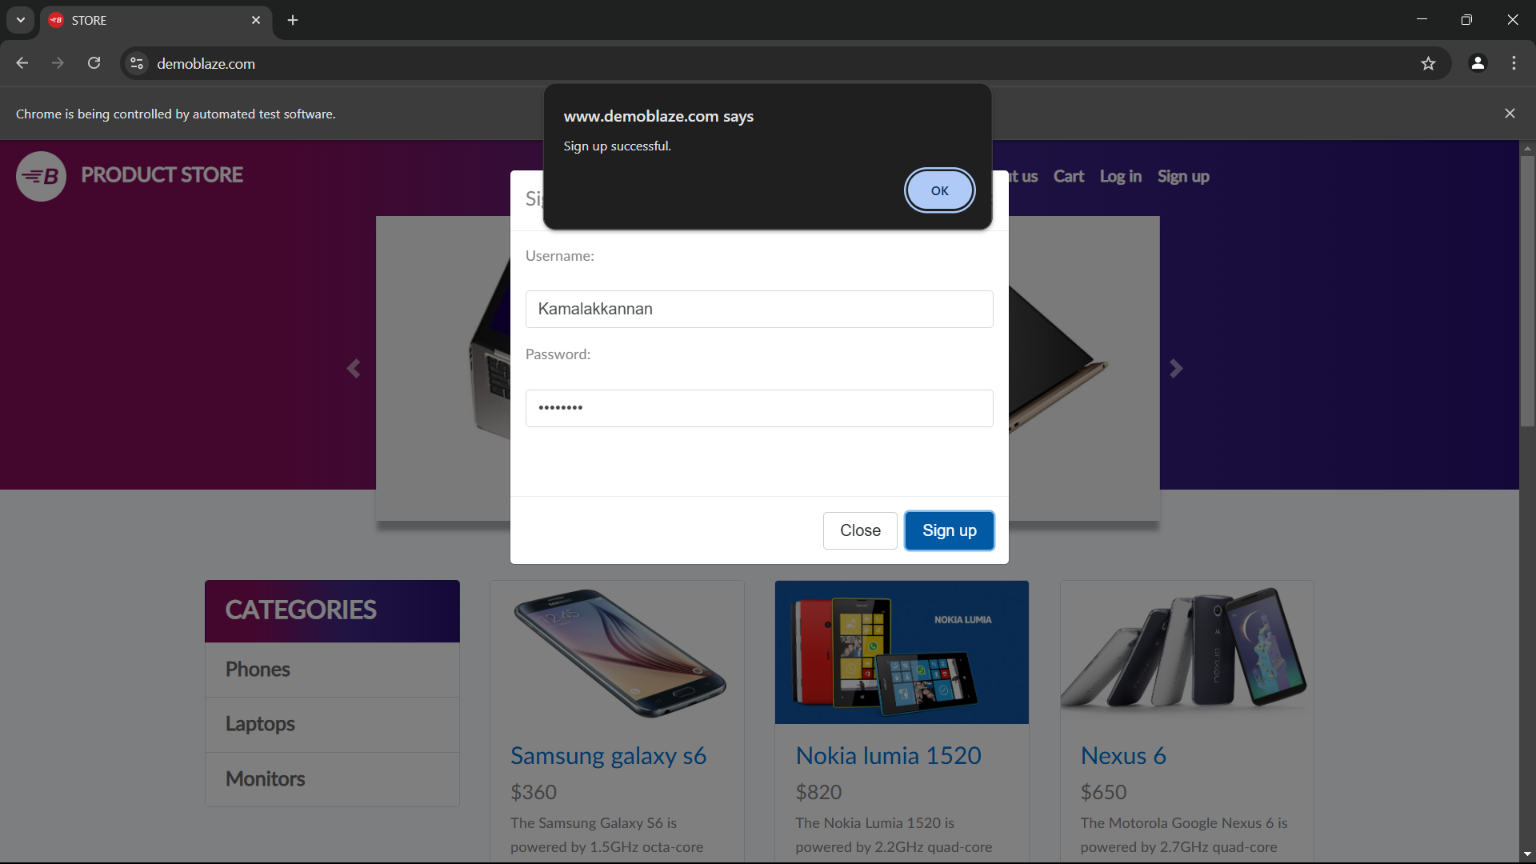 STORE
demoblaze.com
Chrome is being controlled by automated test software.
www.demoblaze.com says
Sign up successful.
OK
PRODUCT STORE
t us Cart Log in Sign up
Si
Username:
Kamalakkannan
Password:
••••••••
Close Sign up
CATEGORIES
Phones
Laptops
Monitors
NOKIA LUMIA
Samsung galaxy s6
$360
The Samsung Galaxy S6 is
powered by 1.5GHz octa-core
Nokia lumia 1520
$820
The Nokia Lumia 1520 is
powered by 2.2GHz quad-core
Nexus 6
$650
The Motorola Google Nexus 6 is
powered by 2.7GHz quad-core